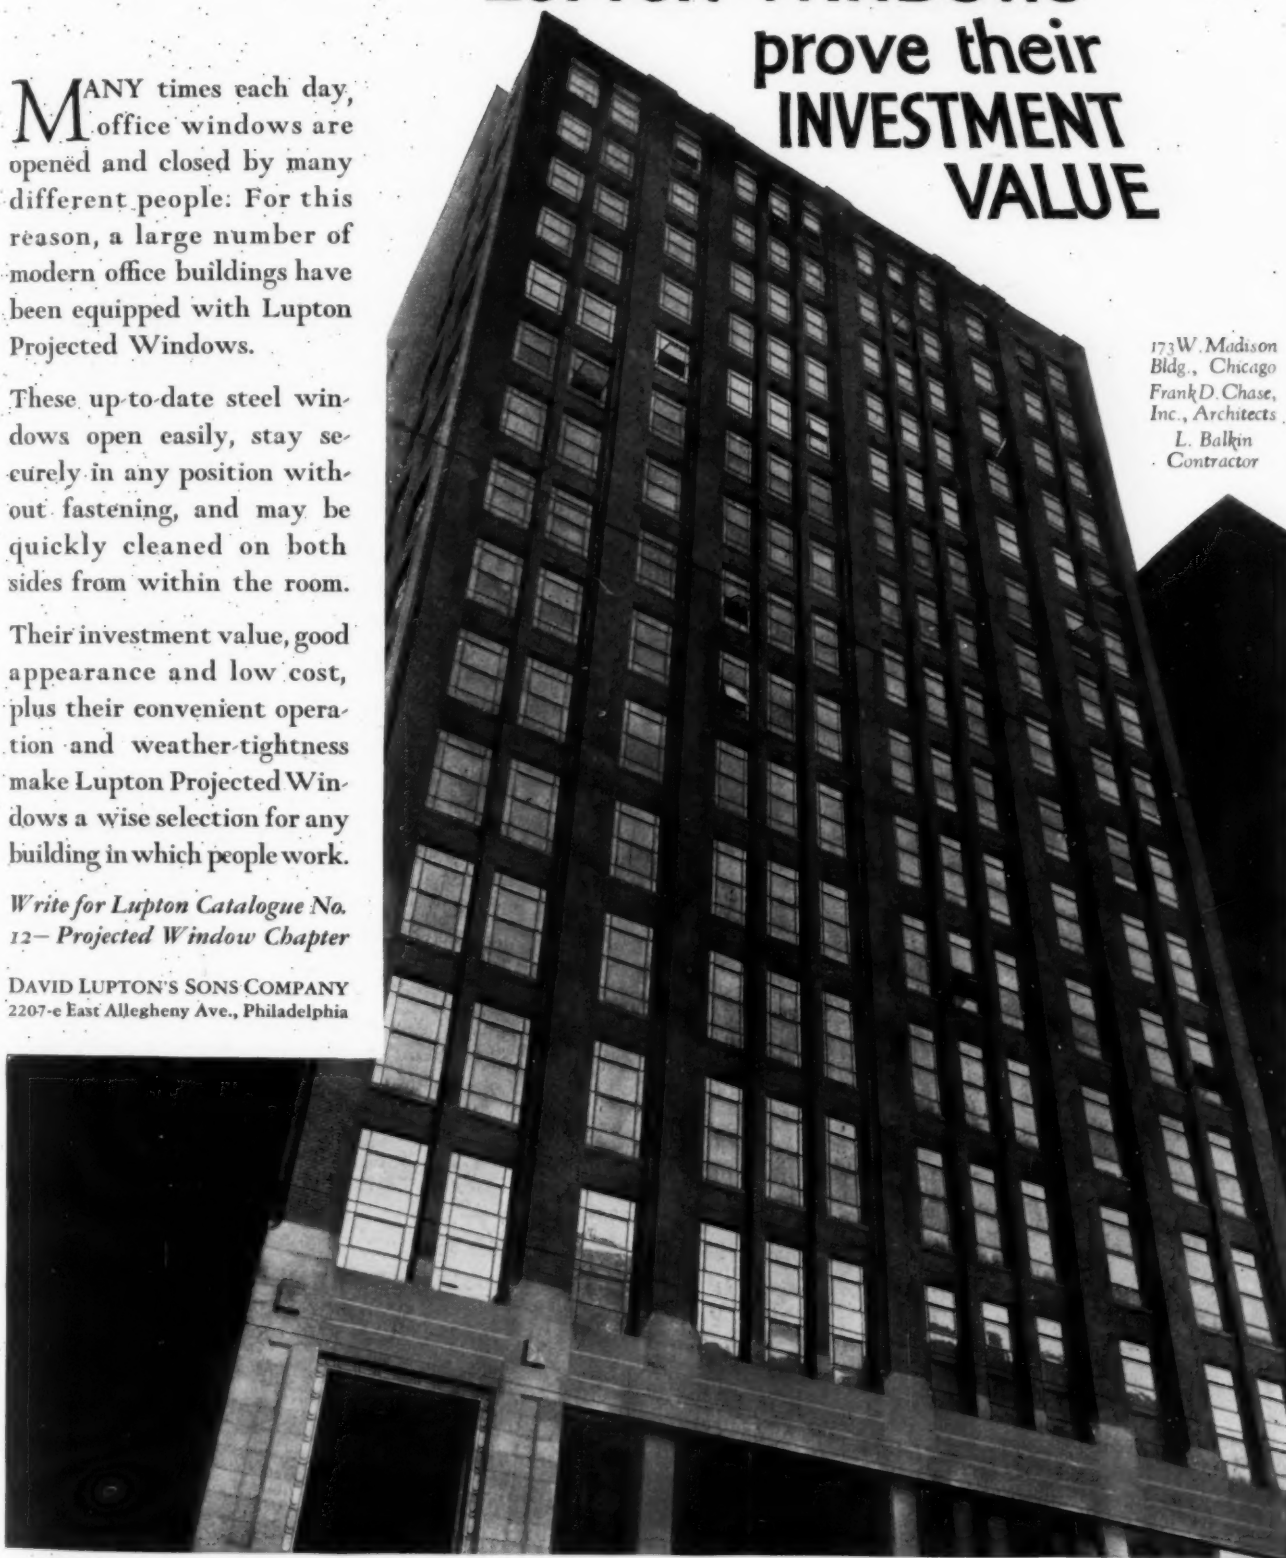 LUPTON WINDOWS
prove their
INVESTMENT
VALUE
MANY times each day,
office windows are
opened and closed by many
different people: For this
reason, a large number of
modern office buildings have
been equipped with Lupton
Projected Windows.
These up-to-date steel win-
dows open easily, stay se-
curely in any position with-
out fastening, and may be
quickly cleaned on both
sides from within the room.
Their investment value, good
appearance and low cost,
plus their convenient opera-
tion and weather-tightness
make Lupton Projected Win-
dows a wise selection for any
building in which people work.
Write for Lupton Catalogue No.
12— Projected Window Chapter
DAVID LUPTON'S SONS COMPANY
2207-e East Allegheny Ave., Philadelphia
173 W. Madison
Bldg., Chicago
Frank D. Chase,
Inc., Architects
L. Balkin
Contractor